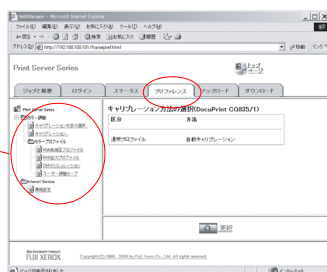 WebManager - Microsoft Internet Explorer
ファイル(F) 編集(E) 表示(V) お気に入り(A) ツール(T) ヘルプ(H)
戻る 検索 お気に入り 履歴
アドレス(D) http://192.168.100.101/frameset.html 移動 リンク
Print Server Series
トップ
ページ
ジョブと履歴 ログイン ステータス プリファレンス アップロード ダウンロード
Print Server Series
カラー調整
キャリブレーション方法の選択
キャリブレーション
カラープロファイル
RGB色補正プロファイル
RGB出力プロファイル
CMYKシミュレーション
ユーザー調整カーブ
Internet Service
環境設定
キャリブレーション方法の選択(DocuPrint CG835/1)
区分 方法
通常プロファイル 自動キャリブレーション
更新
FUJI XEROX
Copyright(C) 1998 - 2004 by Fuji Xerox Co., Ltd. All rights reserved.
ページが表示されました
インターネット